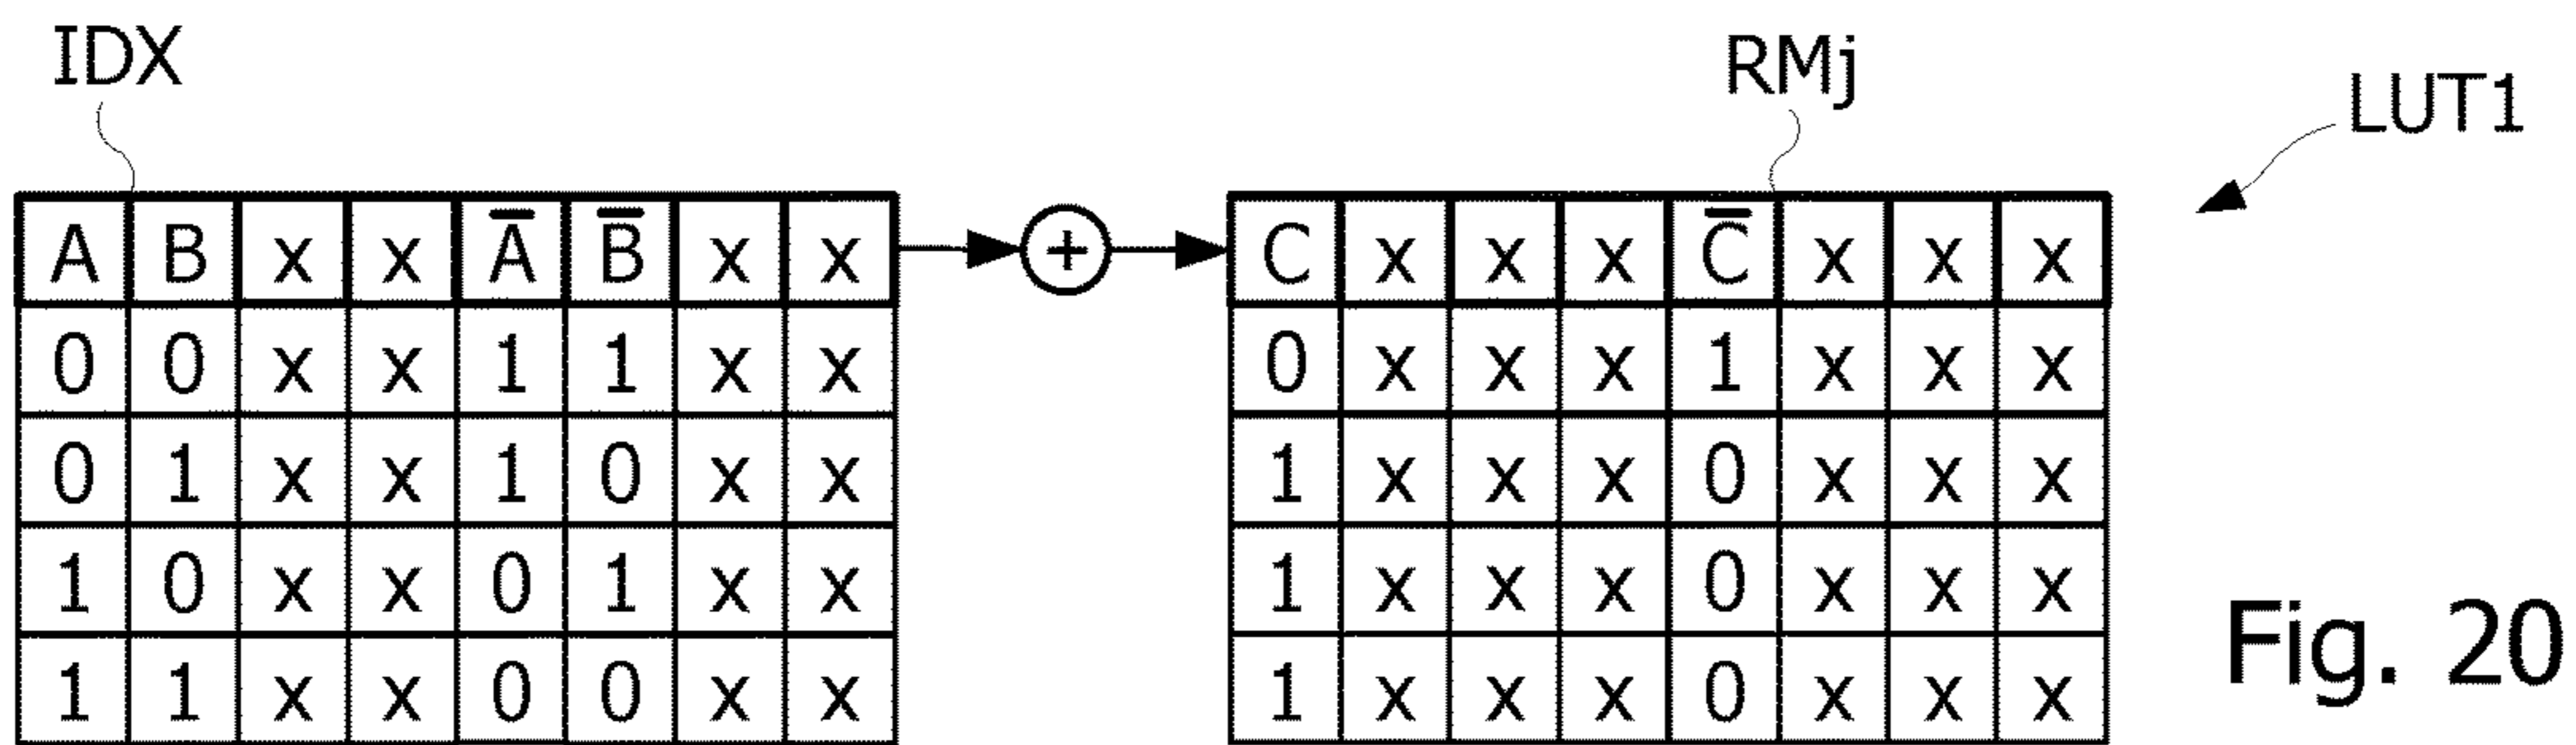 IDX
RMj
LUT1
A B x x A̅ B̅ x x + C x x x C̅ x x x
0 0 x x 1 1 x x 0 x x x 1 x x x
0 1 x x 1 0 x x 1 x x x 0 x x x
1 0 x x 0 1 x x 1 x x x 0 x x x
1 1 x x 0 0 x x 1 x x x 0 x x x
Fig. 20